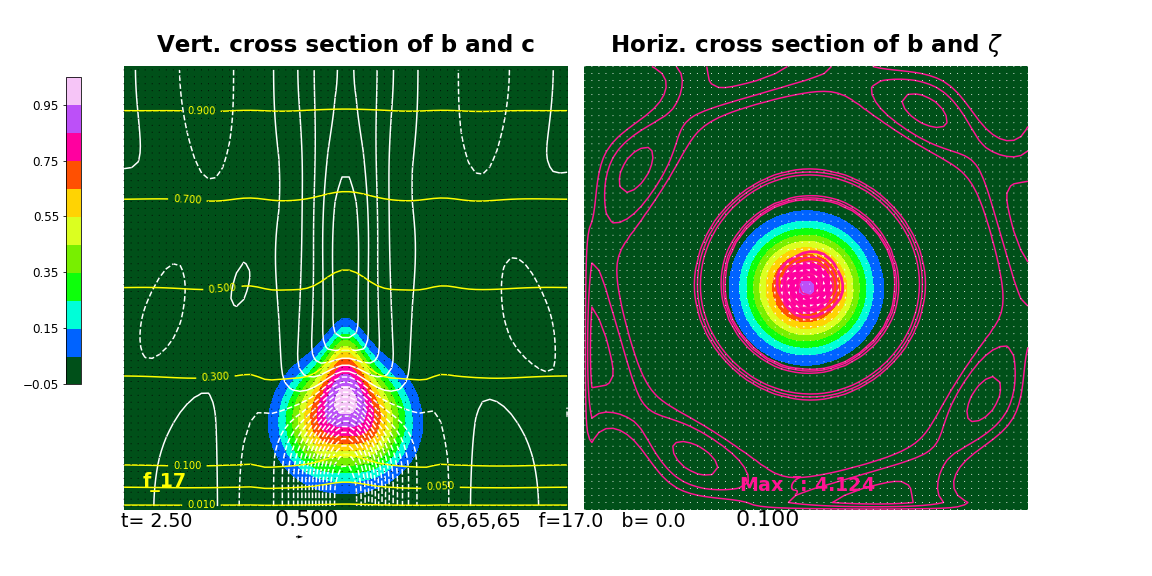 Vert. cross section of b and c
Horiz. cross section of b and ζ
0.95
0.75
0.55
0.35
0.15
−0.05
0.900
0.700
0.500
0.300
0.100
0.050
0.010
f_17
Max ζ: 4.124
t= 2.50 0.500 65,65,65 f=17.0 b= 0.0 0.100